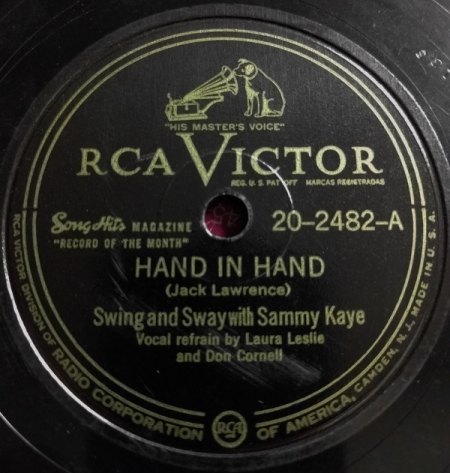 "HIS MASTER'S VOICE"
RCA VICTOR
REG. U.S. PAT. OFF. MARCAS REGISTRADAS
Song Hits MAGAZINE
"RECORD OF THE MONTH"
20-2482-A
HAND IN HAND
(Jack Lawrence)
Swing and Sway with Sammy Kaye
Vocal refrain by Laura Leslie
and Don Cornell
RCA VICTOR DIVISION OF RADIO CORPORATION OF AMERICA, CAMDEN, N. J. MADE IN U. S. A.
RCA